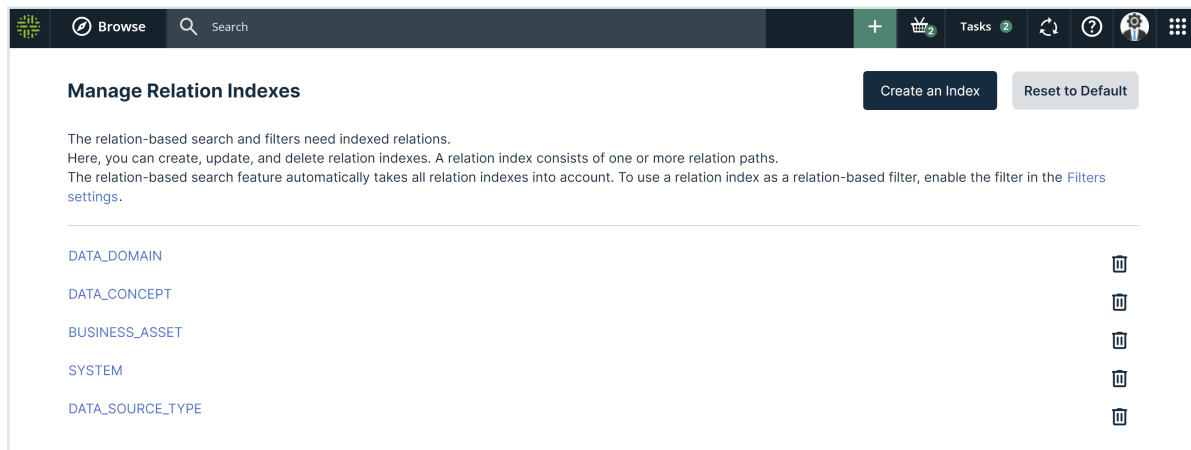 Browse
Search
+
2
Tasks 2
Manage Relation Indexes
Create an Index
Reset to Default
The relation-based search and filters need indexed relations.
Here, you can create, update, and delete relation indexes. A relation index consists of one or more relation paths.
The relation-based search feature automatically takes all relation indexes into account. To use a relation index as a relation-based filter, enable the filter in the Filters
settings.
DATA_DOMAIN
DATA_CONCEPT
BUSINESS_ASSET
SYSTEM
DATA_SOURCE_TYPE